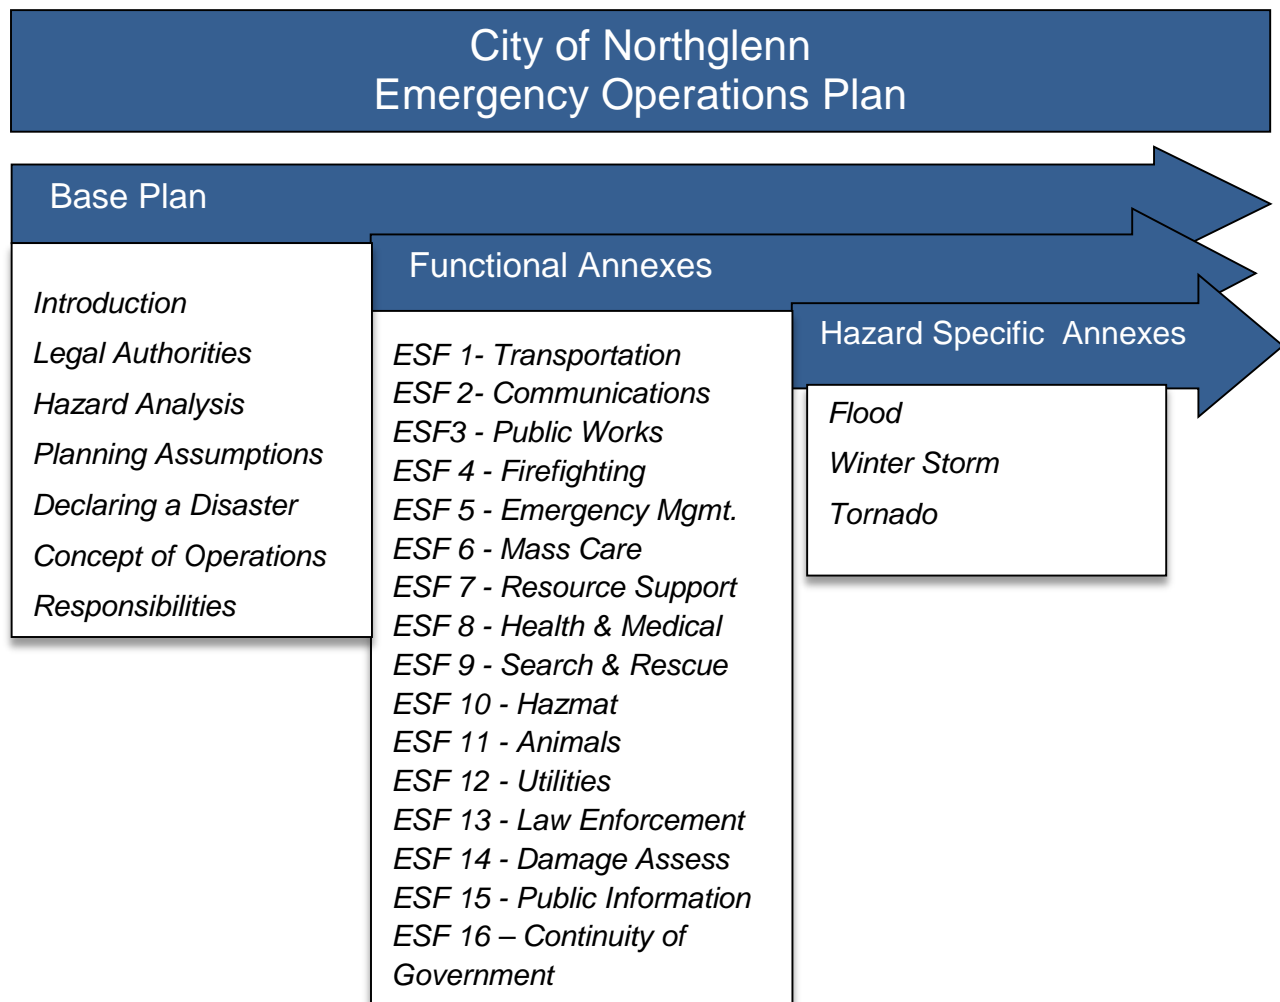 City of Northglenn
Emergency Operations Plan
Base Plan
Introduction
Legal Authorities
Hazard Analysis
Planning Assumptions
Declaring a Disaster
Concept of Operations
Responsibilities
Functional Annexes
ESF 1- Transportation
ESF 2- Communications
ESF3 - Public Works
ESF 4 - Firefighting
ESF 5 - Emergency Mgmt.
ESF 6 - Mass Care
ESF 7 - Resource Support
ESF 8 - Health & Medical
ESF 9 - Search & Rescue
ESF 10 - Hazmat
ESF 11 - Animals
ESF 12 - Utilities
ESF 13 - Law Enforcement
ESF 14 - Damage Assess
ESF 15 - Public Information
ESF 16 – Continuity of
Government
Hazard Specific  Annexes
Flood
Winter Storm
Tornado